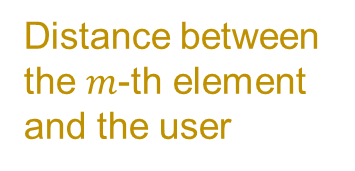 Distance between
the m-th element
and the user